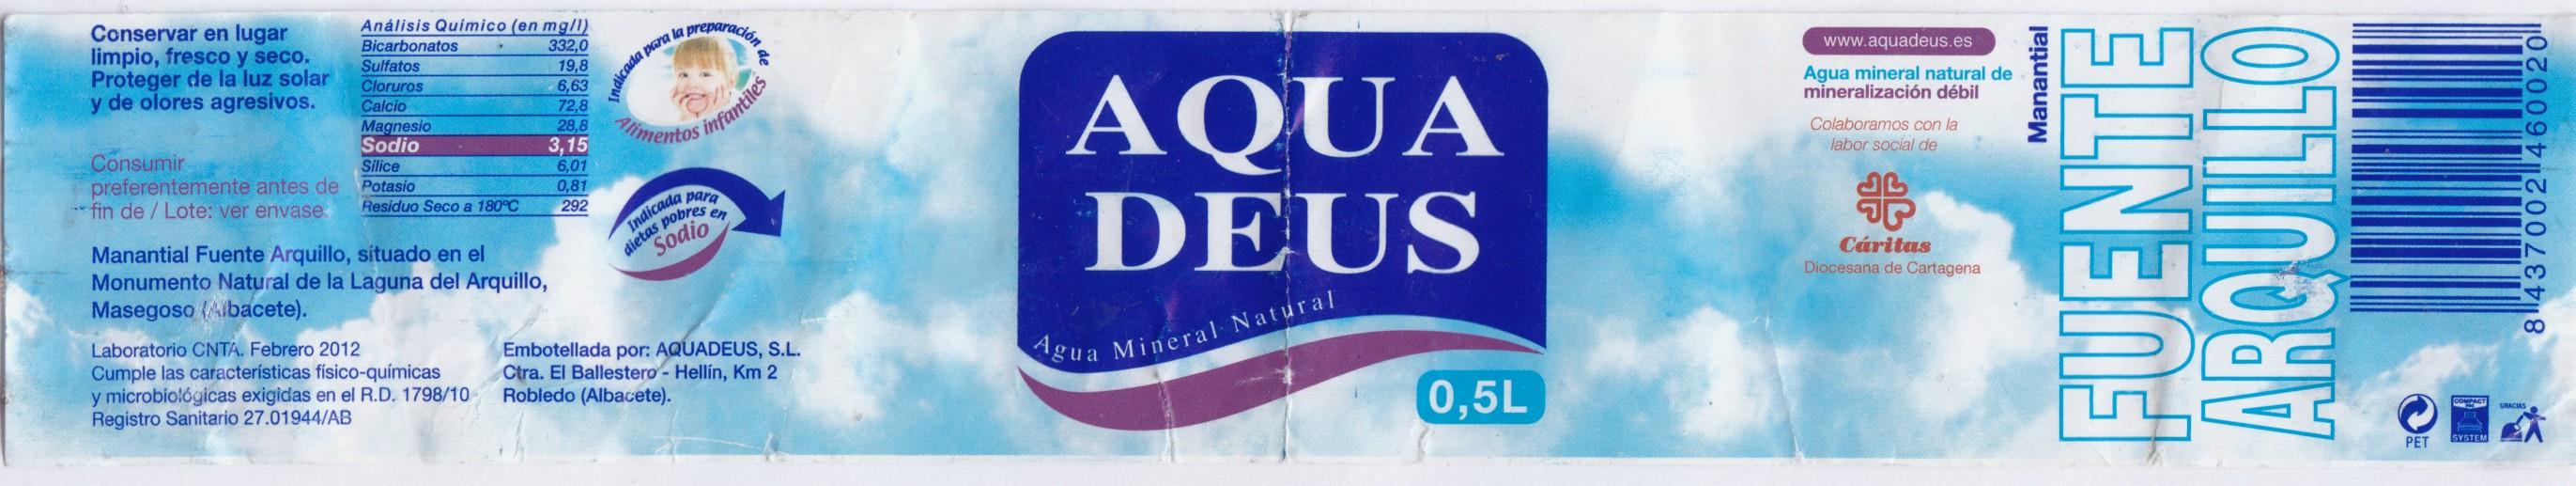 Conservar en lugar
limpio, fresco y seco.
Proteger de la luz solar
y de olores agresivos.
Consumir
preferentemente antes de
fin de / Lote: ver envase.
Análisis Químico (en mg/l)
Bicarbonatos 332,0
Sulfatos 19,8
Cloruros 6,63
Calcio 72,8
Magnesio 28,8
Sodio 3,15
Sílice 6,01
Potasio 0,81
Residuo Seco a 180ºC 292
Indicada para la preparación de
Alimentos infantiles
Indicada para
dietas pobres en
Sodio
Manantial Fuente Arquillo, situado en el
Monumento Natural de la Laguna del Arquillo,
Masegoso (Albacete).
Laboratorio CNTA. Febrero 2012
Cumple las características físico-químicas
y microbiológicas exigidas en el R.D. 1798/10
Registro Sanitario 27.01944/AB
Embotellada por: AQUADEUS, S.L.
Ctra. El Ballestero - Hellín, Km 2
Robledo (Albacete).
AQUA
DEUS
Agua Mineral Natural
0,5L
www.aquadeus.es
Agua mineral natural de
mineralización débil
Colaboramos con la
labor social de
Cáritas
Diocesana de Cartagena
Manantial
FUENTE
ARQUILLO
8 437002 460020
PET
COMPACT
SYSTEM
GRACIAS